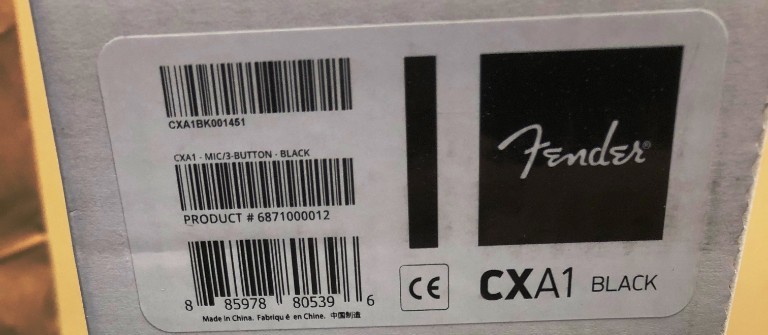 CXA1BK001451
CXA1 - MIC/3-BUTTON - BLACK
PRODUCT # 6871000012
8 85978 80539 6
Made in China. Fabriqu é en Chine. 中国制造
Fender®
CE
CXA1 BLACK